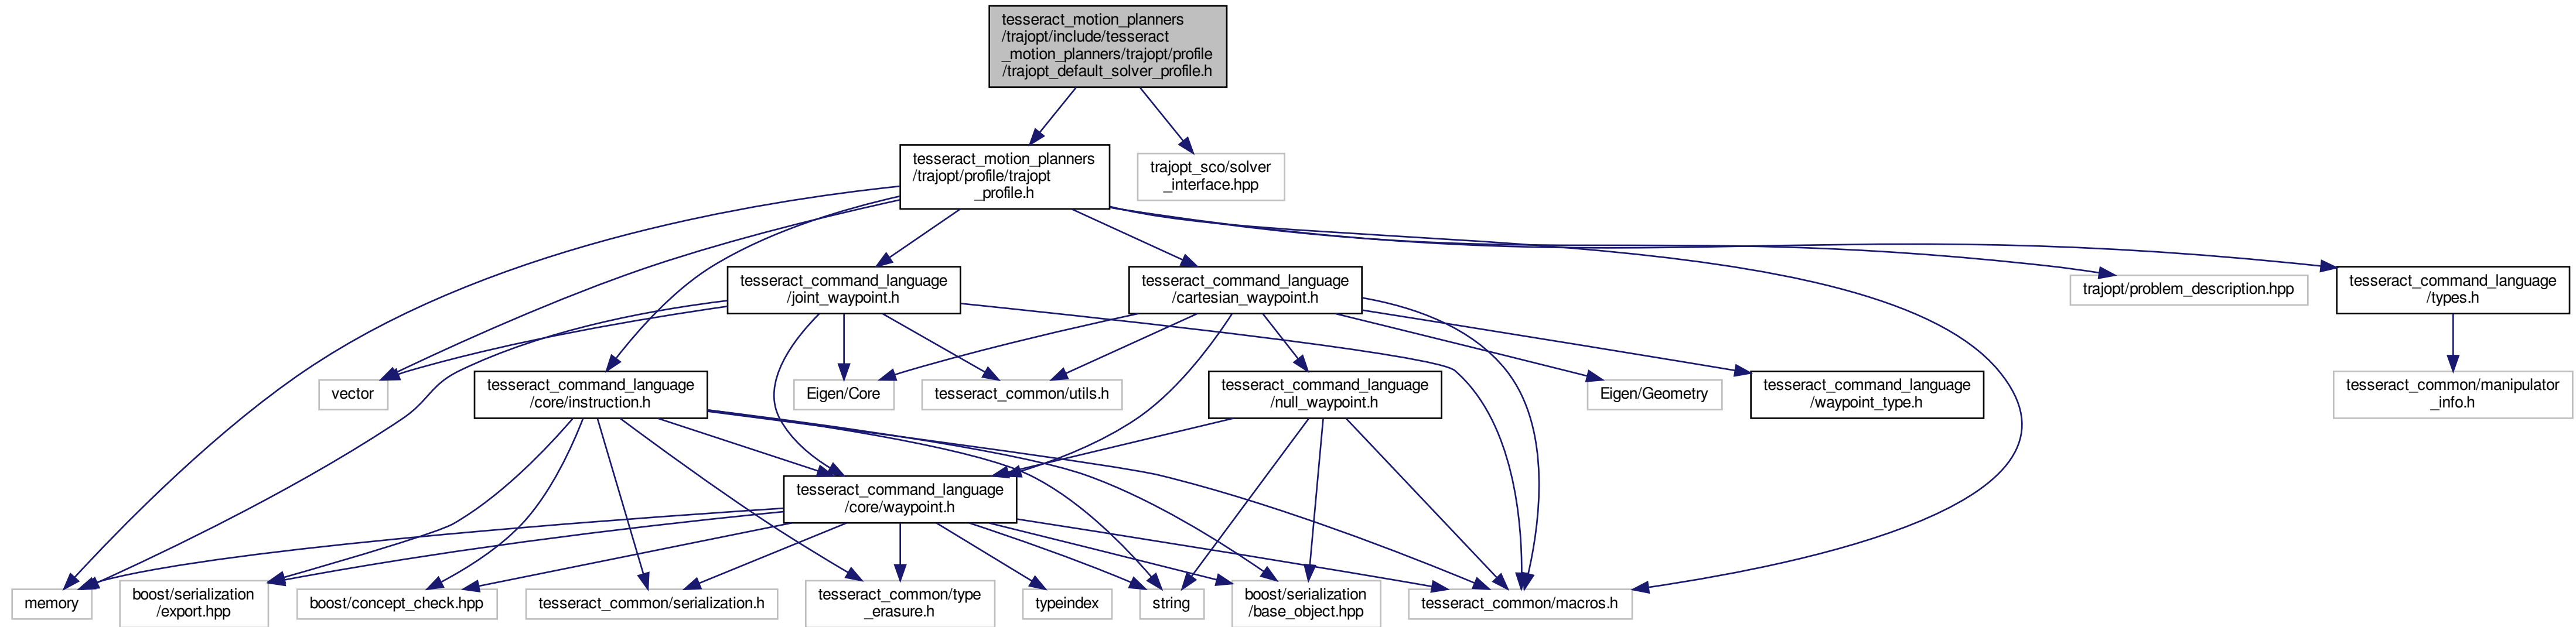 tesseract_motion_planners
/trajopt/include/tesseract
_motion_planners/trajopt/profile
/trajopt_default_solver_profile.h
tesseract_motion_planners
/trajopt/profile/trajopt
_profile.h
trajopt_sco/solver
_interface.hpp
tesseract_command_language
/joint_waypoint.h
tesseract_command_language
/cartesian_waypoint.h
trajopt/problem_description.hpp
tesseract_command_language
/types.h
vector
tesseract_command_language
/core/instruction.h
Eigen/Core
tesseract_common/utils.h
tesseract_command_language
/null_waypoint.h
Eigen/Geometry
tesseract_command_language
/waypoint_type.h
tesseract_common/manipulator
_info.h
tesseract_command_language
/core/waypoint.h
memory
boost/serialization
/export.hpp
boost/concept_check.hpp
tesseract_common/serialization.h
tesseract_common/type
_erasure.h
typeindex
string
boost/serialization
/base_object.hpp
tesseract_common/macros.h